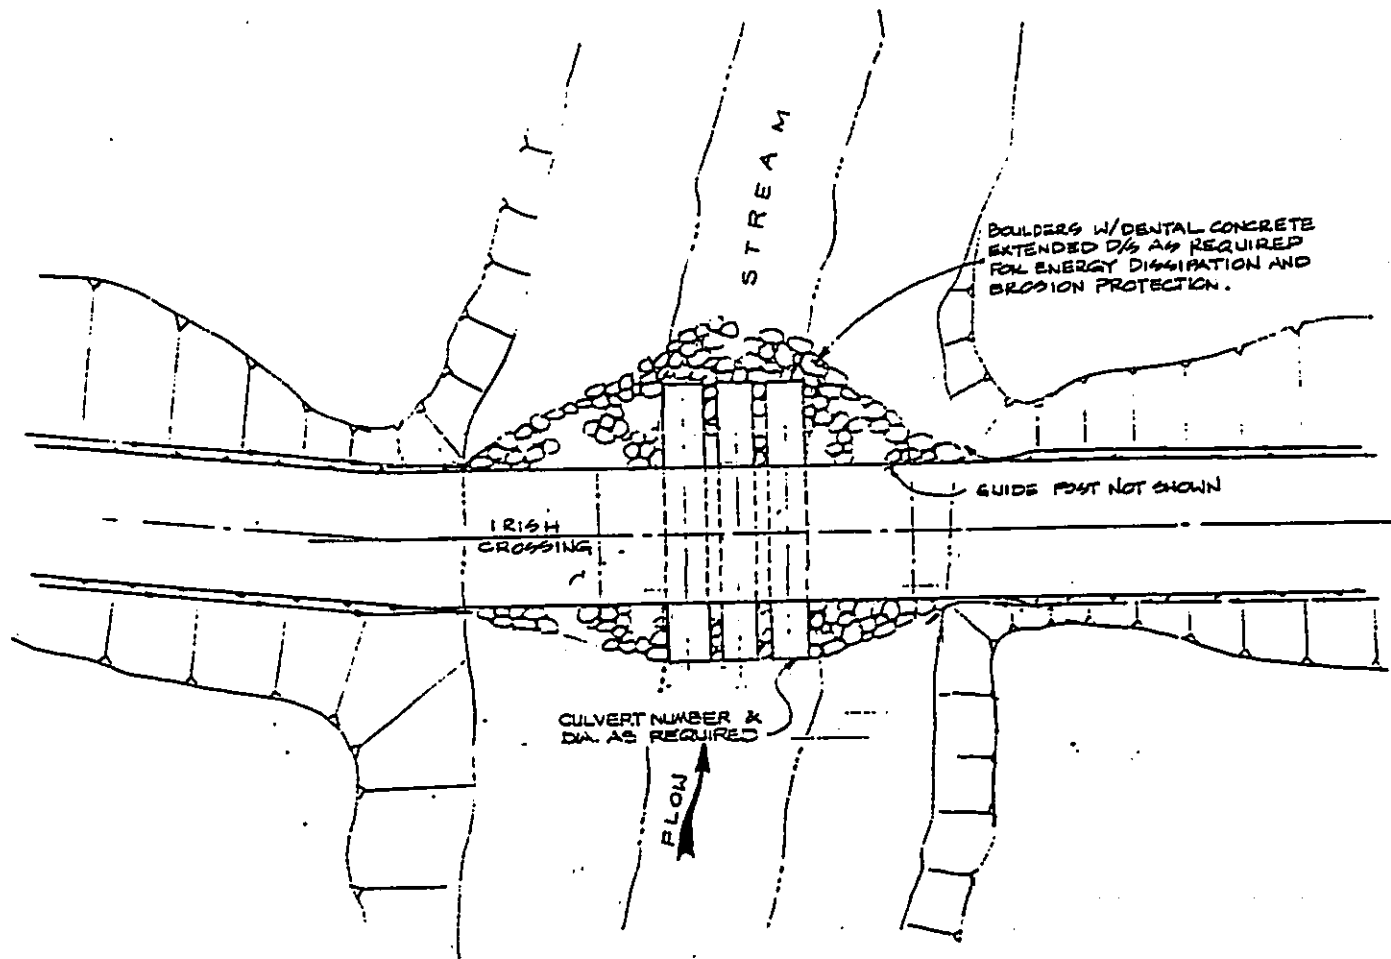 STREAM
BOULDERS W/DENTAL CONCRETE
EXTENDED D/S AS REQUIRED
FOR ENERGY DISSIPATION AND
EROSION PROTECTION.
GUIDE POST NOT SHOWN
IRISH
CROSSING
CULVERT NUMBER &
DIA. AS REQUIRED
FLOW